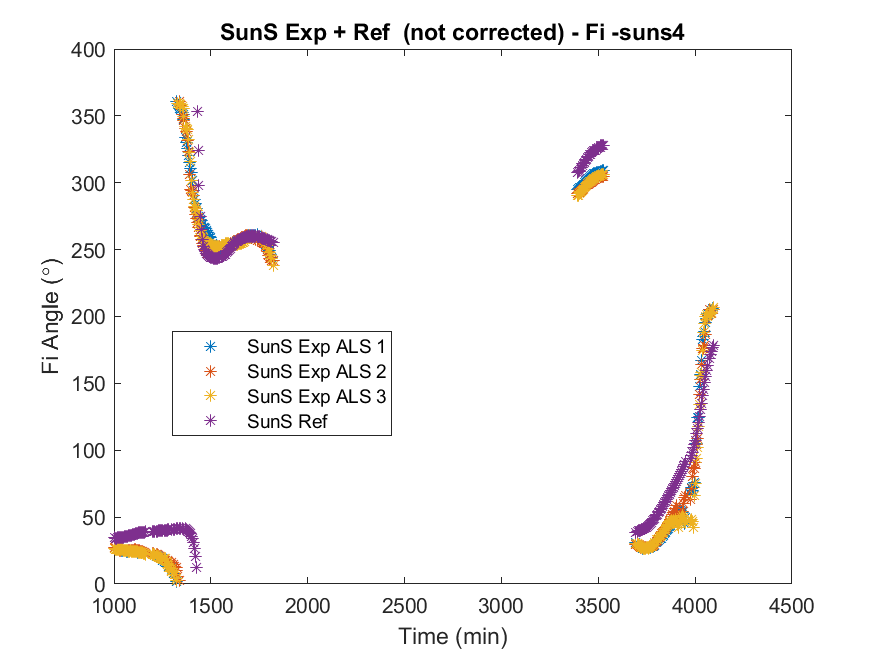 SunS Exp + Ref  (not corrected) - Fi -suns4
Fi Angle (°)
400
350
300
250
200
150
100
50
0
SunS Exp ALS 1
SunS Exp ALS 2
SunS Exp ALS 3
SunS Ref
1000 1500 2000 2500 3000 3500 4000 4500
Time (min)